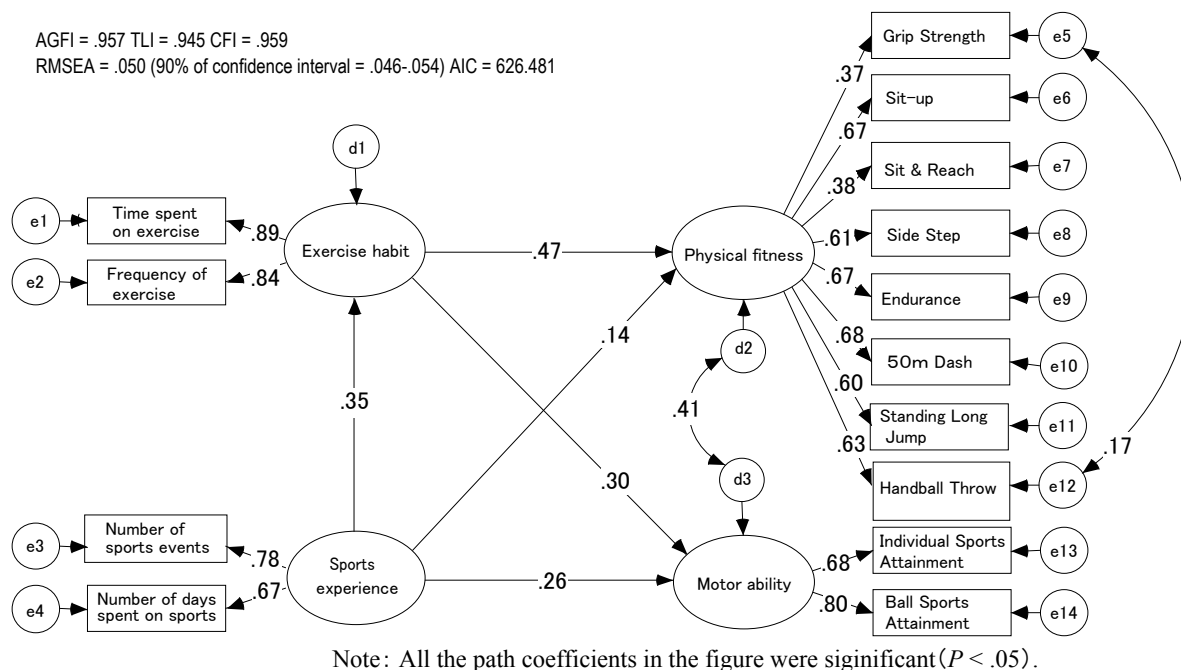 AGFI = .957 TLI = .945 CFI = .959
RMSEA = .050 (90% of confidence interval = .046-.054) AIC = 626.481
d1
e1
Time spent
on exercise
.89
e2
Frequency of
exercise
.84
Exercise habit
.47
.14
.35
.30
.26
e3
Number of
sports events
.78
e4
Number of days
spent on sports
.67
Sports
experience
Physical fitness
d2
.41
d3
Motor ability
.37
Grip Strength
e5
.67
Sit-up
e6
.38
Sit & Reach
e7
.61
Side Step
e8
.67
Endurance
e9
.68
50m Dash
e10
.60
Standing Long
Jump
e11
.63
Handball Throw
e12
.17
.68
Individual Sports
Attainment
e13
.80
Ball Sports
Attainment
e14
Note: All the path coefficients in the figure were siginificant(P < .05).